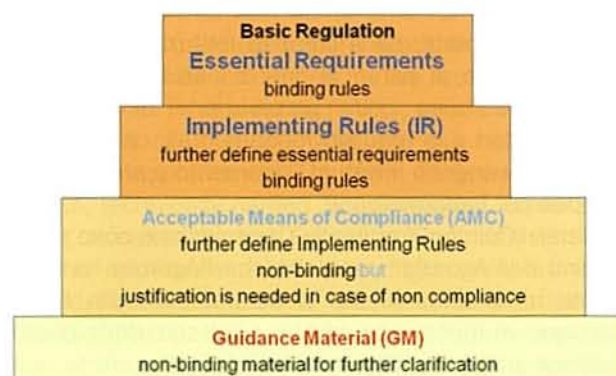 Basic Regulation
Essential Requirements
binding rules
Implementing Rules (IR)
further define essential requirements
binding rules
Acceptable Means of Compliance (AMC)
further define Implementing Rules
non-binding but
justification is needed in case of non compliance
Guidance Material (GM)
non-binding material for further clarification